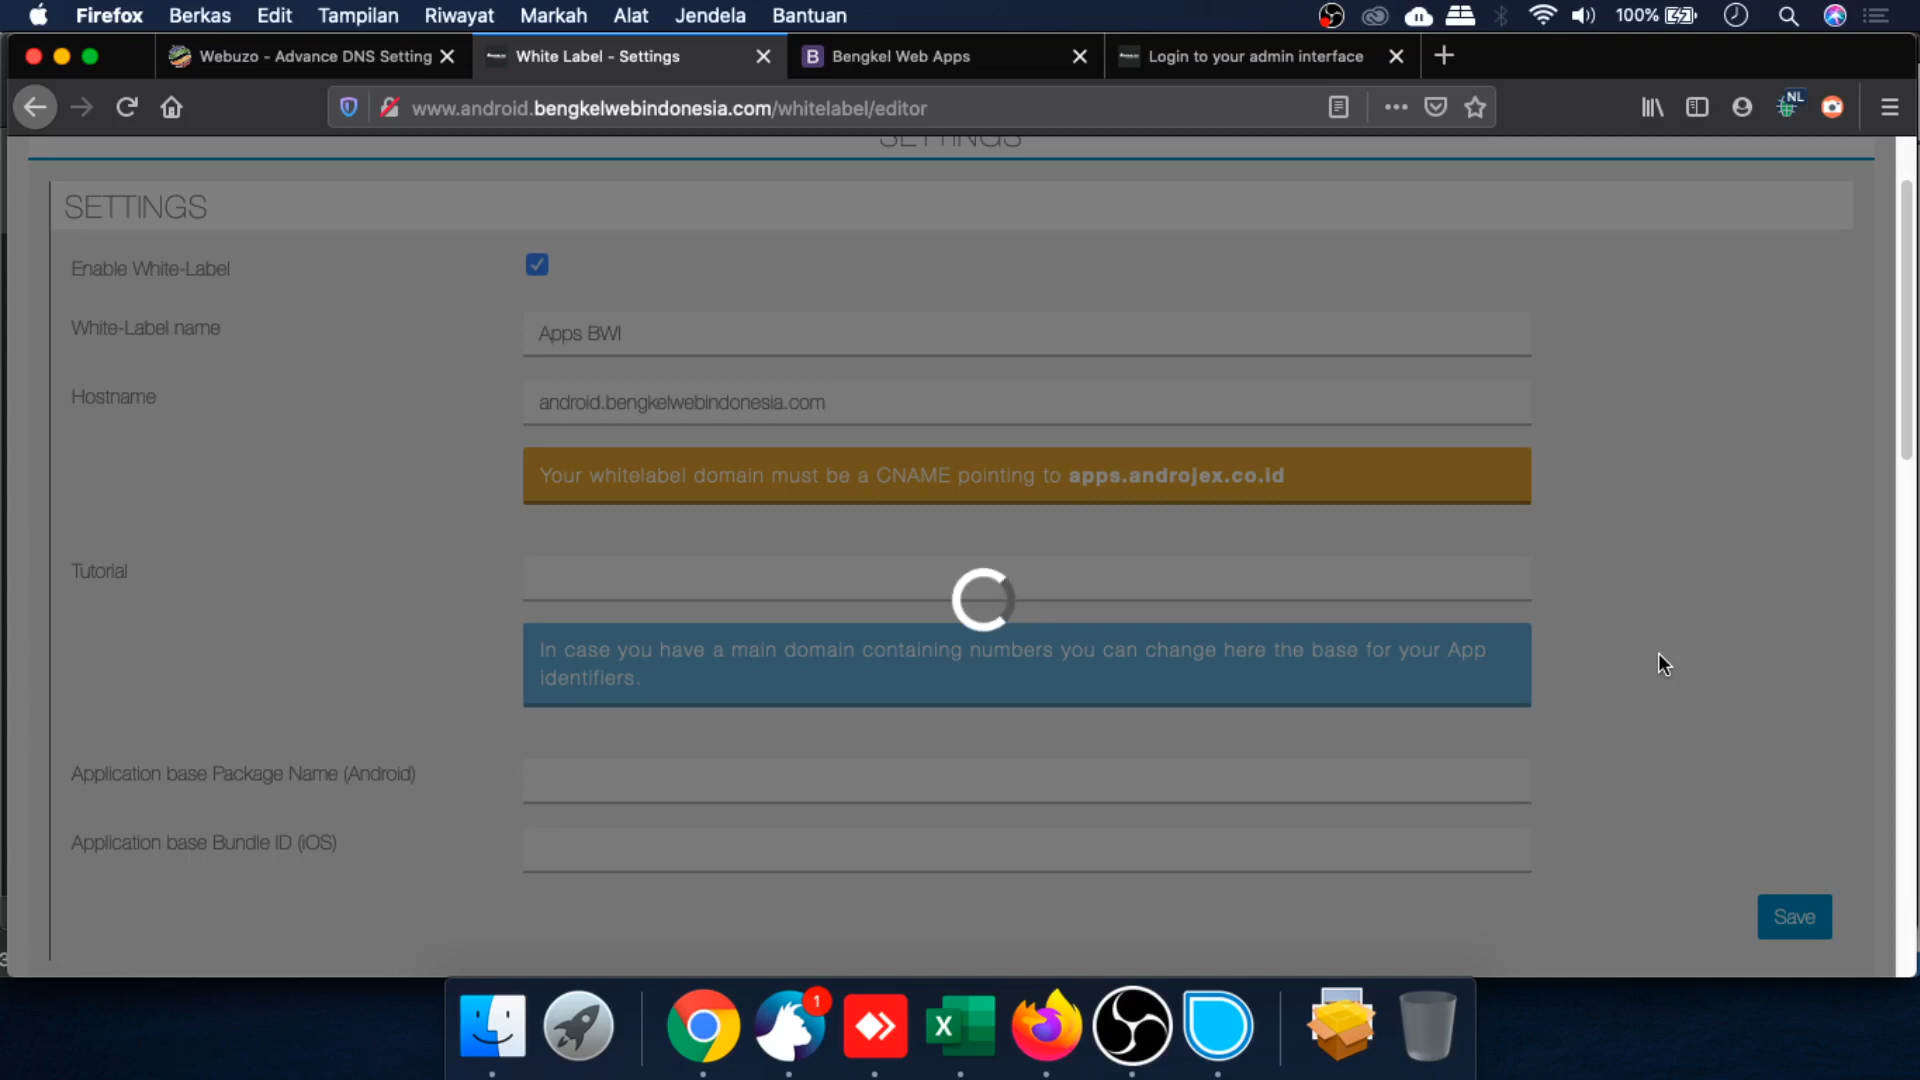 Firefox Berkas Edit Tampilan Riwayat Markah Alat Jendela Bantuan 100%
Webuzo - Advance DNS Setting White Label - Settings B Bengkel Web Apps Login to your admin interface
www.android.bengkelwebindonesia.com/whitelabel/editor NL
SETTINGS
SETTINGS
Enable White-Label
White-Label name Apps BWI
Hostname android.bengkelwebindonesia.com
Your whitelabel domain must be a CNAME pointing to apps.androjex.co.id
Tutorial
In case you have a main domain containing numbers you can change here the base for your App
identifiers.
Application base Package Name (Android)
Application base Bundle ID (iOS)
Save
1
X